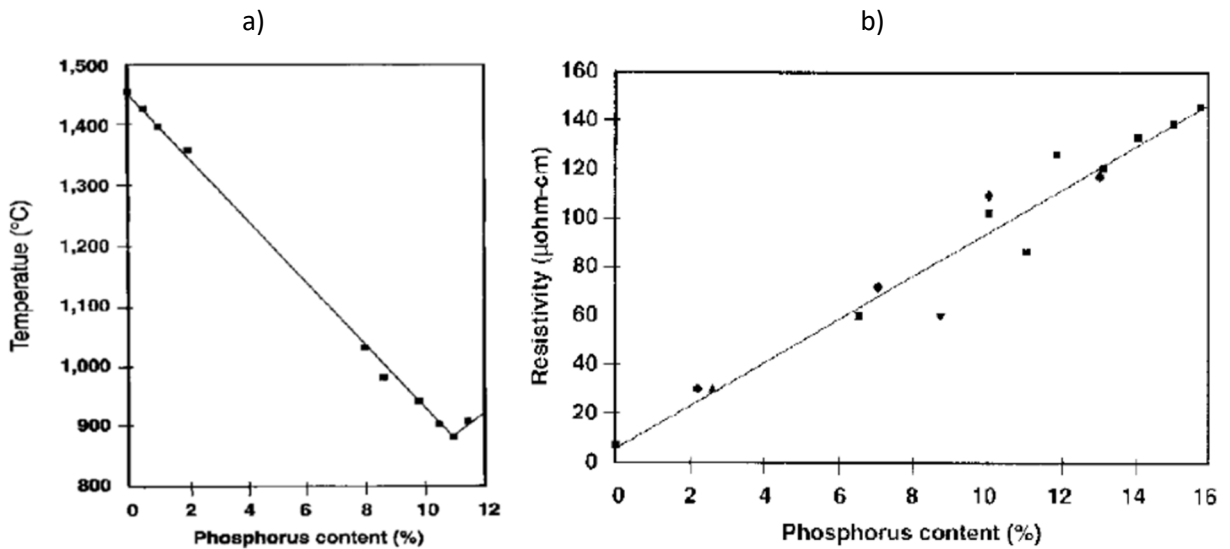 a)
1,500
1,400
1,300
1,200
1,100
1,000
900
800
Temperatue (°C)
0 2 4 6 8 10 12
Phosphorus content (%)
b)
160
140
120
100
80
60
40
20
0
Resistivity (μohm-cm)
0 2 4 6 8 10 12 14 16
Phosphorus content (%)